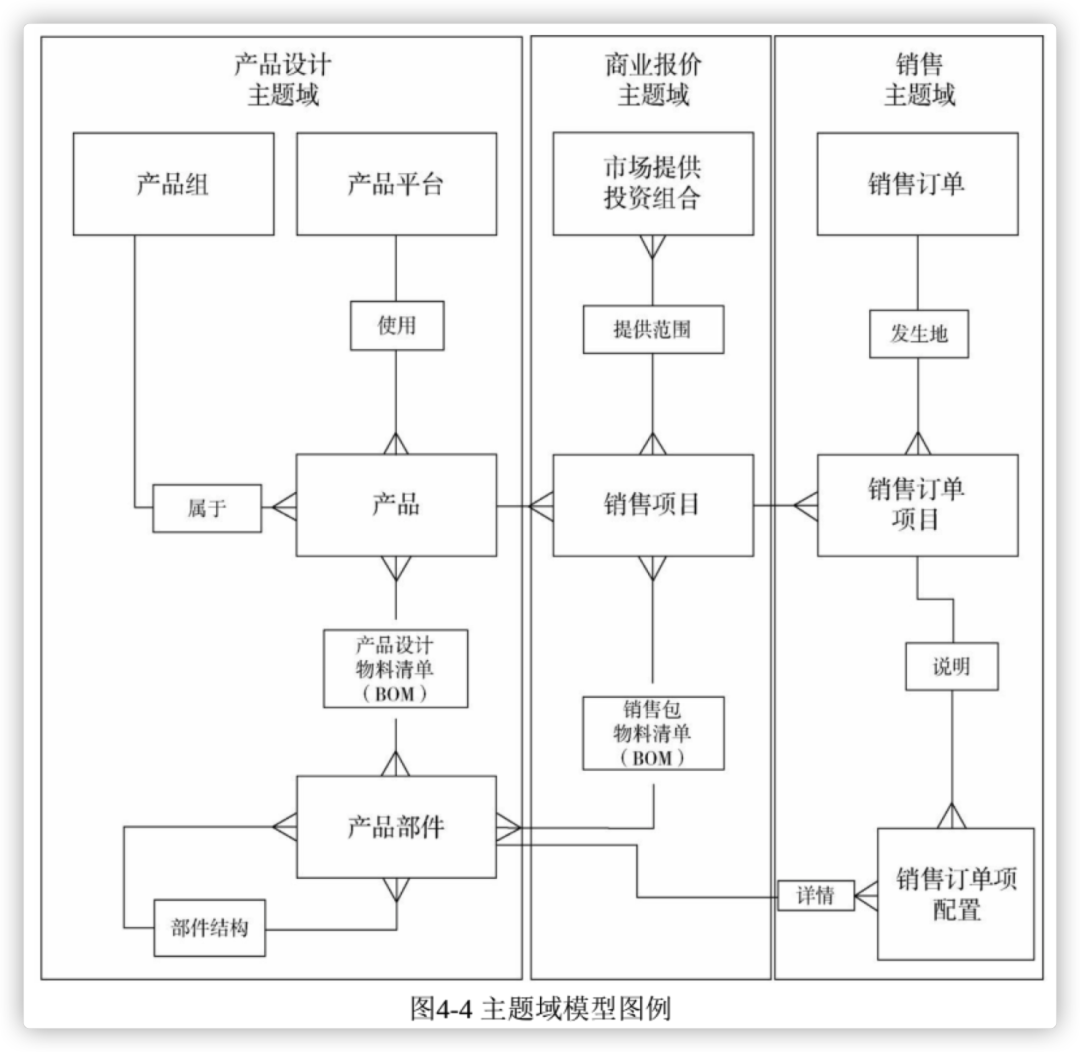 产品设计
主题域
产品组
产品平台
使用
属于
产品
产品设计
物料清单
（BOM）
产品部件
部件结构
商业报价
主题域
市场提供
投资组合
提供范围
销售项目
销售包
物料清单
（BOM）
销售
主题域
销售订单
发生地
销售订单
项目
说明
详情
销售订单项
配置
图4-4 主题域模型图例